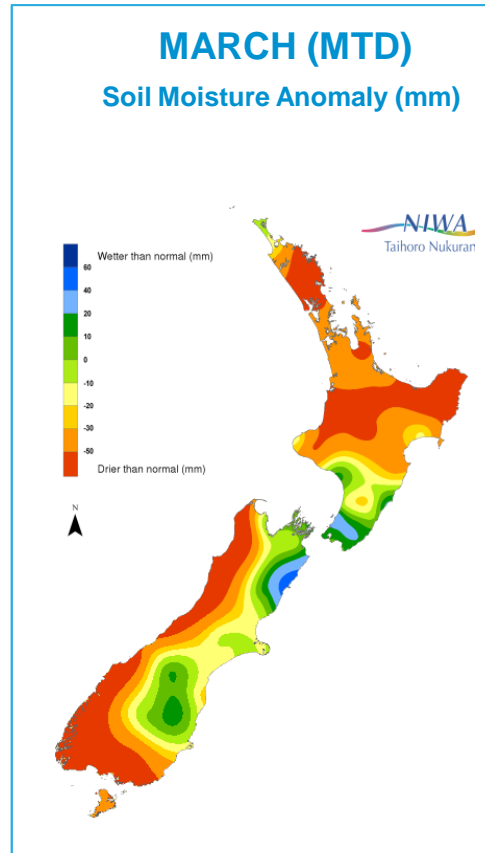 MARCH (MTD)
Soil Moisture Anomaly (mm)
NIWA
Taihoro Nukuran
Wetter than normal (mm)
60
40
20
10
0
-10
-20
-30
-50
Drier than normal (mm)
N